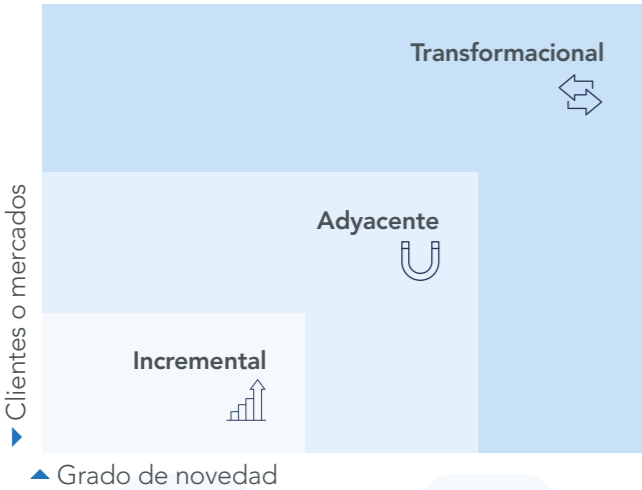 Transformacional
Adyacente
Incremental
Clientes o mercados
Grado de novedad